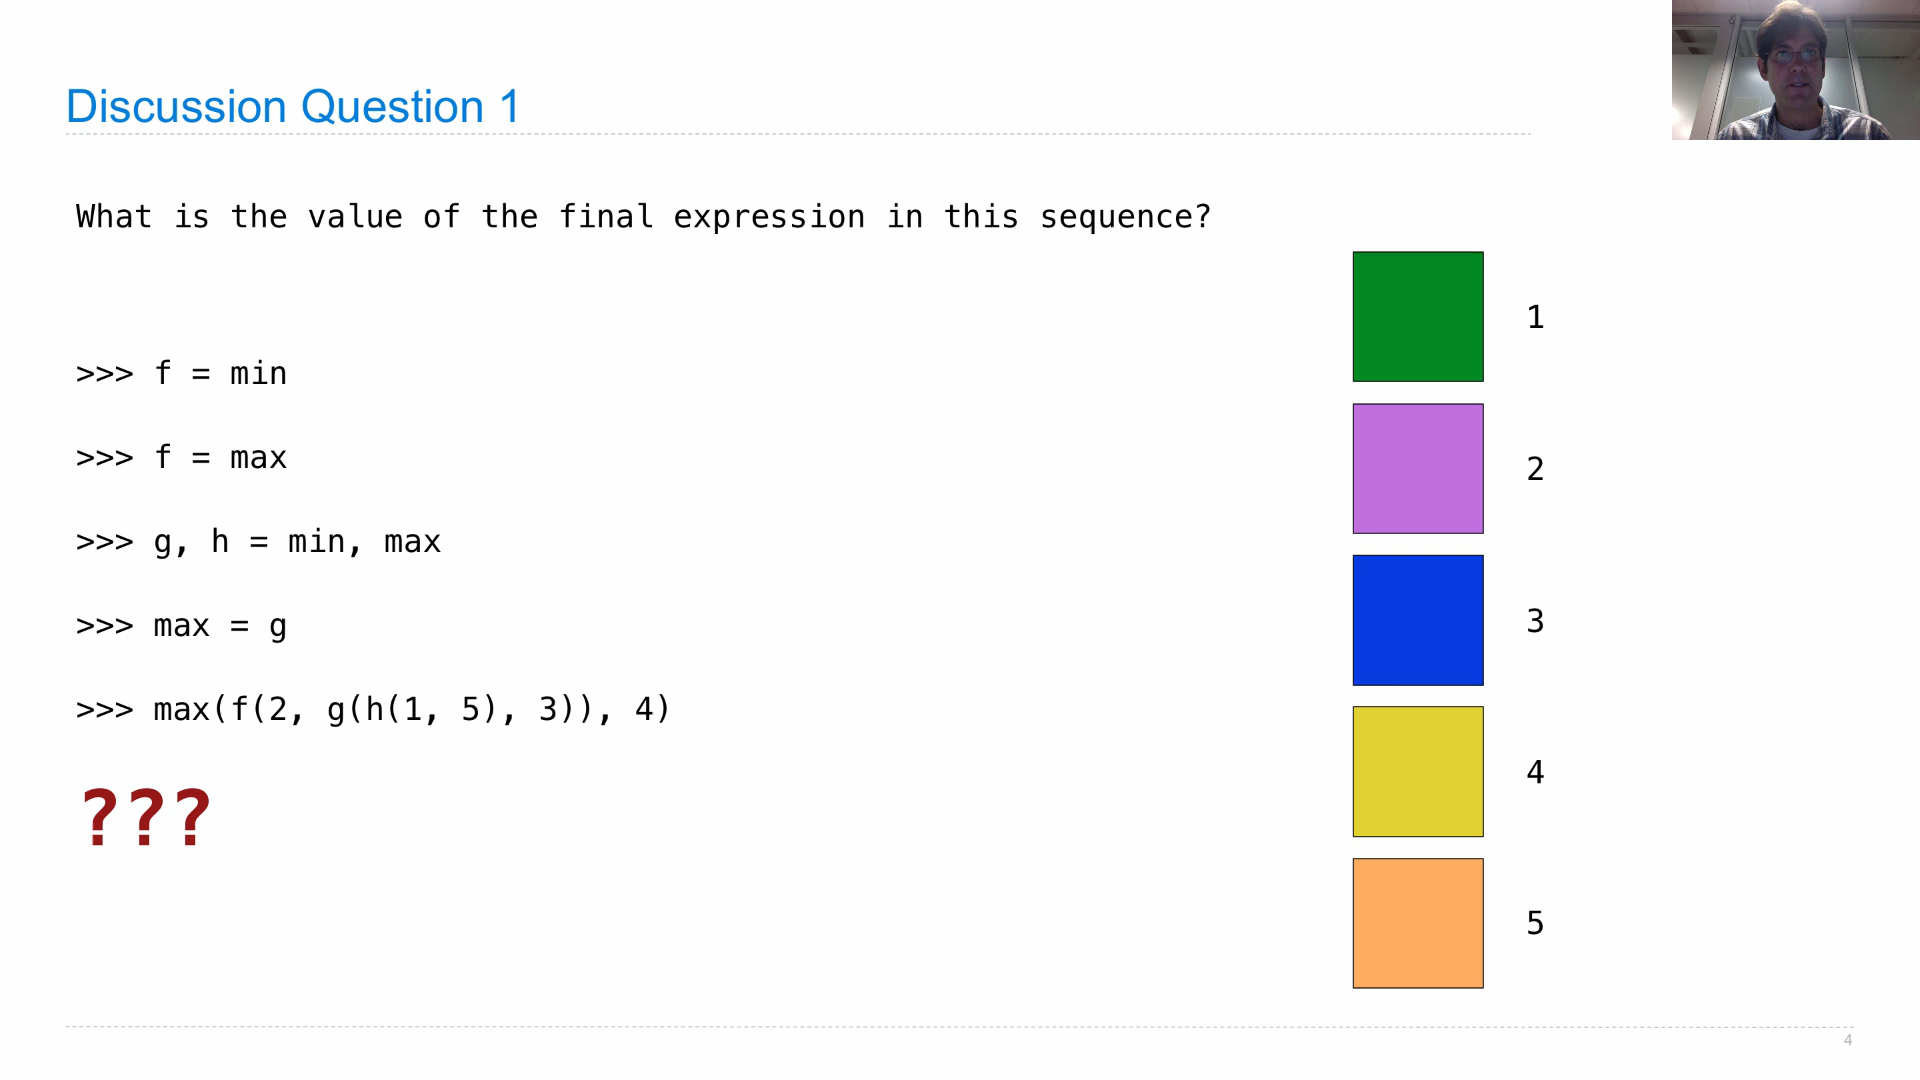 Discussion Question 1
What is the value of the final expression in this sequence?
>>> f = min
>>> f = max
>>> g, h = min, max
>>> max = g
>>> max(f(2, g(h(1, 5), 3)), 4)
???
1
2
3
4
5
4